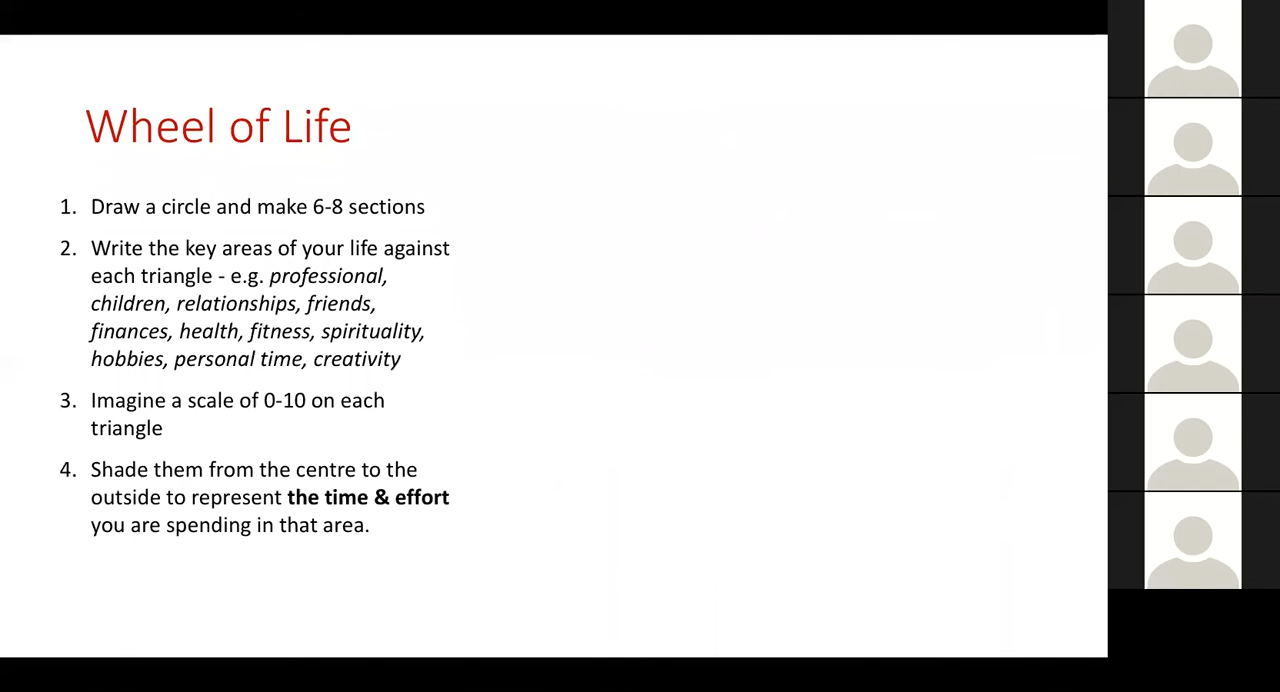 Wheel of Life
1. Draw a circle and make 6-8 sections
2. Write the key areas of your life against
each triangle - e.g. professional,
children, relationships, friends,
finances, health, fitness, spirituality,
hobbies, personal time, creativity
3. Imagine a scale of 0-10 on each
triangle
4. Shade them from the centre to the
outside to represent the time & effort
you are spending in that area.